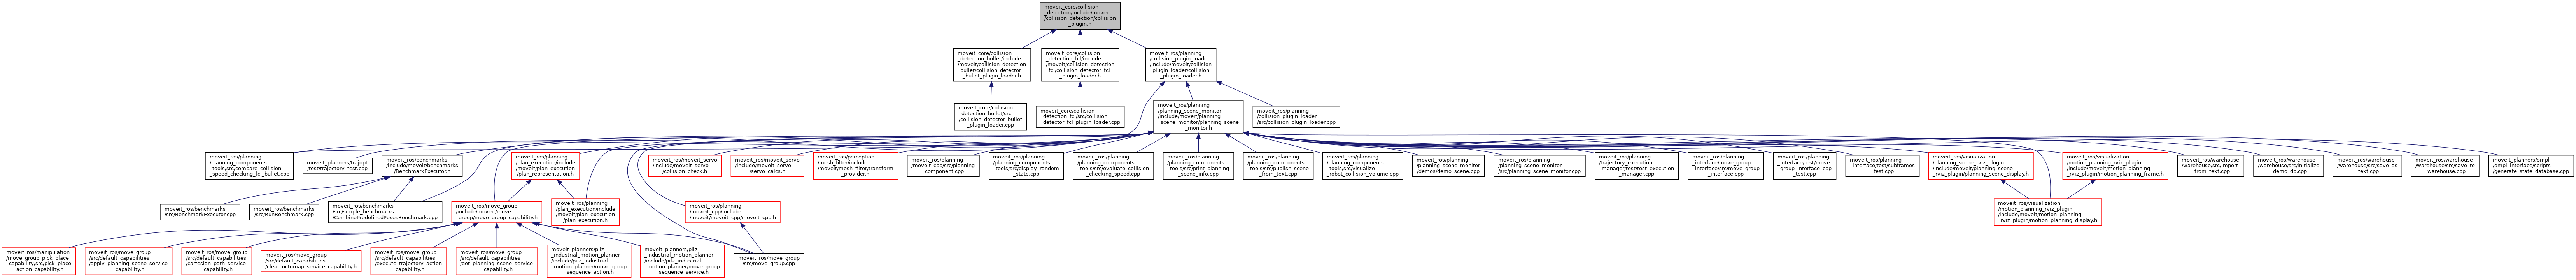 moveit_core/collision
_detection/include/moveit
/collision_detection/collision
_plugin.h
moveit_core/collision
_detection_bullet/include
/moveit/collision_detection
_bullet/collision_detector
_bullet_plugin_loader.h
moveit_core/collision
_detection_fcl/include
/moveit/collision_detection
_fcl/collision_detector_fcl
_plugin_loader.h
moveit_ros/planning
/collision_plugin_loader
/include/moveit/collision
_plugin_loader/collision
_plugin_loader.h
moveit_core/collision
_detection_bullet/src
/collision_detector_bullet
_plugin_loader.cpp
moveit_core/collision
_detection_fcl/src/collision
_detector_fcl_plugin_loader.cpp
moveit_ros/planning
/planning_scene_monitor
/include/moveit/planning
_scene_monitor/planning_scene
_monitor.h
moveit_ros/planning
/collision_plugin_loader
/src/collision_plugin_loader.cpp
moveit_ros/planning
/planning_components
_tools/src/compare_collision
_speed_checking_fcl_bullet.cpp
moveit_planners/trajopt
/test/trajectory_test.cpp
moveit_ros/benchmarks
/include/moveit/benchmarks
/BenchmarkExecutor.h
moveit_ros/planning
/plan_execution/include
/moveit/plan_execution
/plan_representation.h
moveit_ros/moveit_servo
/include/moveit_servo
/collision_check.h
moveit_ros/moveit_servo
/include/moveit_servo
/servo_calcs.h
moveit_ros/perception
/mesh_filter/include
/moveit/mesh_filter/transform
_provider.h
moveit_ros/planning
/moveit_cpp/src/planning
_component.cpp
moveit_ros/planning
/planning_components
_tools/src/display_random
_state.cpp
moveit_ros/planning
/planning_components
_tools/src/evaluate_collision
_checking_speed.cpp
moveit_ros/planning
/planning_components
_tools/src/print_planning
_scene_info.cpp
moveit_ros/planning
/planning_components
_tools/src/publish_scene
_from_text.cpp
moveit_ros/planning
/planning_components
_tools/src/visualize
_robot_collision_volume.cpp
moveit_ros/planning
/planning_scene_monitor
/demos/demo_scene.cpp
moveit_ros/planning
/planning_scene_monitor
/src/planning_scene_monitor.cpp
moveit_ros/planning
/trajectory_execution
_manager/test/test_execution
_manager.cpp
moveit_ros/planning
_interface/move_group
_interface/src/move_group
_interface.cpp
moveit_ros/planning
_interface/test/move
_group_interface_cpp
_test.cpp
moveit_ros/planning
_interface/test/subframes
_test.cpp
moveit_ros/visualization
/planning_scene_rviz_plugin
/include/moveit/planning_scene
_rviz_plugin/planning_scene_display.h
moveit_ros/visualization
/motion_planning_rviz_plugin
/include/moveit/motion_planning
_rviz_plugin/motion_planning_frame.h
moveit_ros/warehouse
/warehouse/src/import
_from_text.cpp
moveit_ros/warehouse
/warehouse/src/initialize
_demo_db.cpp
moveit_ros/warehouse
/warehouse/src/save_as
_text.cpp
moveit_ros/warehouse
/warehouse/src/save_to
_warehouse.cpp
moveit_planners/ompl
/ompl_interface/scripts
/generate_state_database.cpp
moveit_ros/benchmarks
/src/BenchmarkExecutor.cpp
moveit_ros/benchmarks
/src/RunBenchmark.cpp
moveit_ros/benchmarks
/src/simple_benchmarks
/CombinePredefinedPosesBenchmark.cpp
moveit_ros/move_group
/include/moveit/move
_group/move_group_capability.h
moveit_ros/planning
/plan_execution/include
/moveit/plan_execution
/plan_execution.h
moveit_ros/planning
/moveit_cpp/include
/moveit/moveit_cpp/moveit_cpp.h
moveit_ros/visualization
/motion_planning_rviz_plugin
/include/moveit/motion_planning
_rviz_plugin/motion_planning_display.h
moveit_ros/manipulation
/move_group_pick_place
_capability/src/pick_place
_action_capability.h
moveit_ros/move_group
/src/default_capabilities
/apply_planning_scene_service
_capability.h
moveit_ros/move_group
/src/default_capabilities
/cartesian_path_service
_capability.h
moveit_ros/move_group
/src/default_capabilities
/clear_octomap_service_capability.h
moveit_ros/move_group
/src/default_capabilities
/execute_trajectory_action
_capability.h
moveit_ros/move_group
/src/default_capabilities
/get_planning_scene_service
_capability.h
moveit_planners/pilz
_industrial_motion_planner
/include/pilz_industrial
_motion_planner/move_group
_sequence_action.h
moveit_planners/pilz
_industrial_motion_planner
/include/pilz_industrial
_motion_planner/move_group
_sequence_service.h
moveit_ros/move_group
/src/move_group.cpp